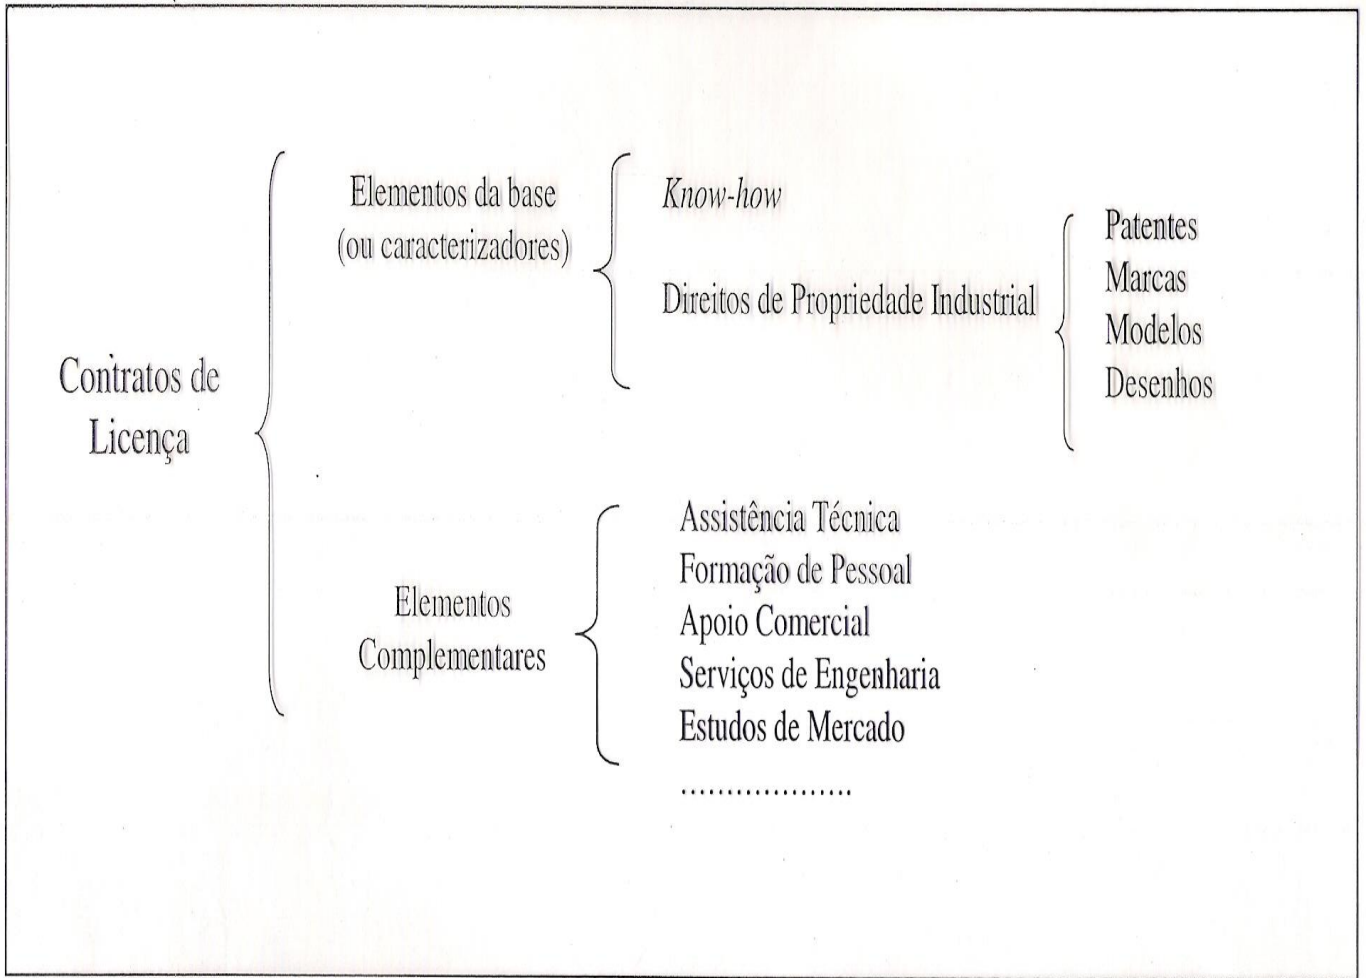 Contratos de
Licença
Elementos da base
(ou caracterizadores)
Know-how
Direitos de Propriedade Industrial
Patentes
Marcas
Modelos
Desenhos
Elementos
Complementares
Assistência Técnica
Formação de Pessoal
Apoio Comercial
Serviços de Engenharia
Estudos de Mercado
...................